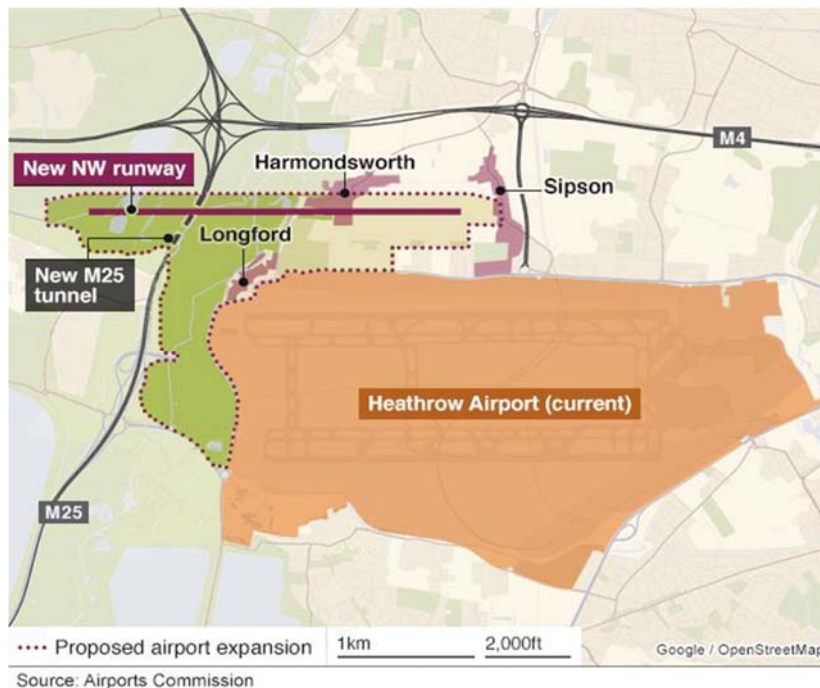 M4
New NW runway
Harmondsworth
Sipson
Longford
New M25
tunnel
Heathrow Airport (current)
M25
Proposed airport expansion
1km
2,000ft
Google / OpenStreetMap
Source: Airports Commission